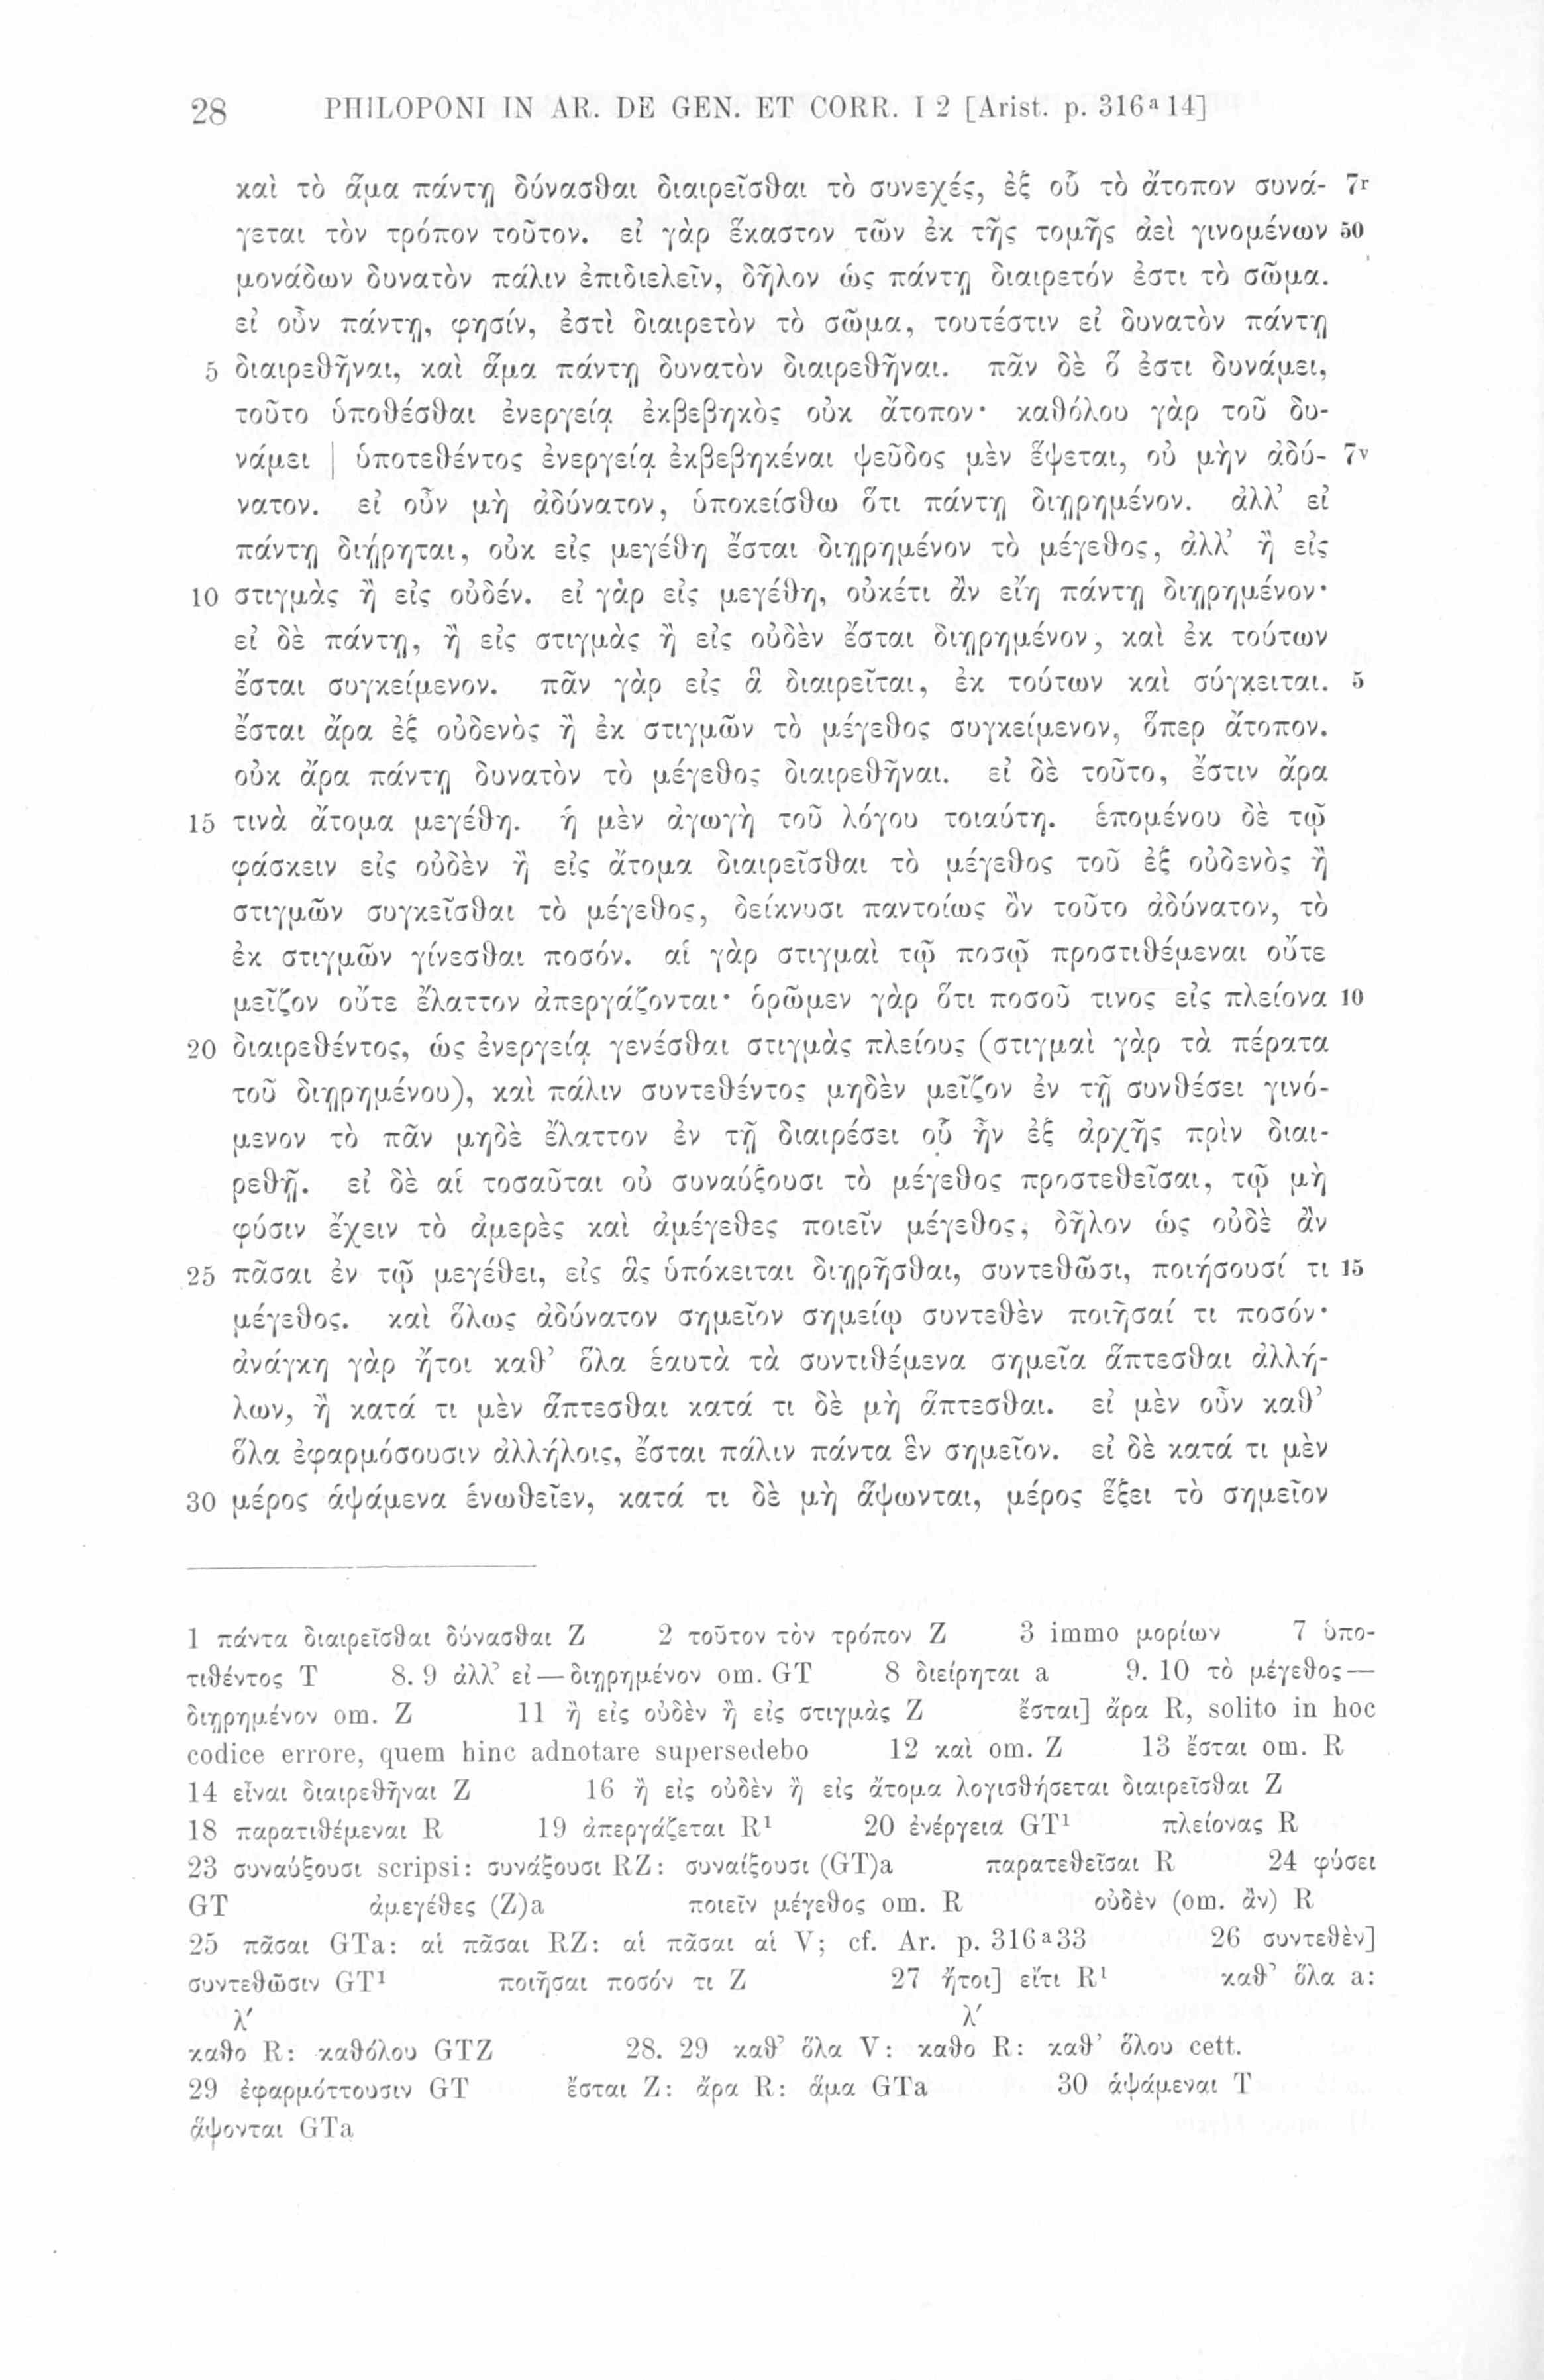 28 PHILOPONI IN AR. DE GEN. ET CORR. I 2 [Arist. p. 316ᵃ14]
καὶ τὸ ἅμα πάντῃ δύνασθαι διαιρεῖσθαι τὸ συνεχές, ἐξ οὗ τὸ ἄτοπον συνά- 7r
γεται τὸν τρόπον τοῦτον. εἰ γὰρ ἕκαστον τῶν ἐκ τῆς τομῆς ἀεὶ γινομένων 50
μονάδων δυνατὸν πάλιν ἐπιδιελεῖν, δῆλον ὡς πάντῃ διαιρετόν ἐστι τὸ σῶμα.
εἰ οὖν πάντῃ, φησίν, ἐστὶ διαιρετὸν τὸ σῶμα, τουτέστιν εἰ δυνατὸν πάντῃ
5 διαιρεθῆναι, καὶ ἅμα πάντῃ δυνατὸν διαιρεθῆναι. πᾶν δὲ ὅ ἐστι δυνάμει,
τοῦτο ὑποθέσθαι ἐνεργείᾳ ἐκβεβηκὸς οὐκ ἄτοπον· καθόλου γὰρ τοῦ δυ-
νάμει | ὑποτεθέντος ἐνεργείᾳ ἐκβεβηκέναι ψεῦδος μὲν ἕψεται, οὐ μὴν ἀδύ- 7v
νατον. εἰ οὖν μὴ ἀδύνατον, ὑποκείσθω ὅτι πάντῃ διῃρημένον. ἀλλ’ εἰ
πάντῃ διῄρηται, οὐκ εἰς μεγέθη ἔσται διῃρημένον τὸ μέγεθος, ἀλλ’ ἢ εἰς
10 στιγμὰς ἢ εἰς οὐδέν. εἰ γὰρ εἰς μεγέθη, οὐκέτι ἂν εἴη πάντῃ διῃρημένον·
εἰ δὲ πάντῃ, ἢ εἰς στιγμὰς ἢ εἰς οὐδὲν ἔσται διῃρημένον, καὶ ἐκ τούτων
ἔσται συγκείμενον. πᾶν γὰρ εἰς ἃ διαιρεῖται, ἐκ τούτων καὶ σύγκειται. 5
ἔσται ἄρα ἐξ οὐδενὸς ἢ ἐκ στιγμῶν τὸ μέγεθος συγκείμενον, ὅπερ ἄτοπον.
οὐκ ἄρα πάντῃ δυνατὸν τὸ μέγεθος διαιρεθῆναι. εἰ δὲ τοῦτο, ἔστιν ἄρα
15 τινὰ ἄτομα μεγέθη. ἡ μὲν ἀγωγὴ τοῦ λόγου τοιαύτη. ἑπομένου δὲ τῷ
φάσκειν εἰς οὐδὲν ἢ εἰς ἄτομα διαιρεῖσθαι τὸ μέγεθος τοῦ ἐξ οὐδενὸς ἢ
στιγμῶν συγκεῖσθαι τὸ μέγεθος, δείκνυσι παντοίως ὂν τοῦτο ἀδύνατον, τὸ
ἐκ στιγμῶν γίνεσθαι ποσόν. αἱ γὰρ στιγμαὶ τῷ ποσῷ προστιθέμεναι οὔτε
μεῖζον οὔτε ἔλαττον ἀπεργάζονται· ὁρῶμεν γὰρ ὅτι ποσοῦ τινος εἰς πλείονα 10
20 διαιρεθέντος, ὡς ἐνεργείᾳ γενέσθαι στιγμὰς πλείους (στιγμαὶ γὰρ τὰ πέρατα
τοῦ διῃρημένου), καὶ πάλιν συντεθέντος μηδὲν μεῖζον ἐν τῇ συνθέσει γινό-
μενον τὸ πᾶν μηδὲ ἔλαττον ἐν τῇ διαιρέσει οὗ ἦν ἐξ ἀρχῆς πρὶν διαι-
ρεθῇ. εἰ δὲ αἱ τοσαῦται οὐ συναύξουσι τὸ μέγεθος προστεθεῖσαι, τῷ μὴ
φύσιν ἔχειν τὸ ἀμερὲς καὶ ἀμέγεθες ποιεῖν μέγεθος, δῆλον ὡς οὐδὲ ἂν
25 πᾶσαι ἐν τῷ μεγέθει, εἰς ἃς ὑπόκειται διῃρῆσθαι, συντεθῶσι, ποιήσουσί τι 15
μέγεθος. καὶ ὅλως ἀδύνατον σημεῖον σημείῳ συντεθὲν ποιῆσαί τι ποσόν·
ἀνάγκη γὰρ ἤτοι καθ’ ὅλα ἑαυτὰ τὰ συντιθέμενα σημεῖα ἅπτεσθαι ἀλλή-
λων, ἢ κατά τι μὲν ἅπτεσθαι κατά τι δὲ μὴ ἅπτεσθαι. εἰ μὲν οὖν καθ’
ὅλα ἐφαρμόσουσιν ἀλλήλοις, ἔσται πάλιν πάντα ἓν σημεῖον. εἰ δὲ κατά τι μὲν
30 μέρος ἁψάμενα ἑνωθεῖεν, κατά τι δὲ μὴ ἅψωνται, μέρος ἕξει τὸ σημεῖον
1 πάντα διαιρεῖσθαι δύνασθαι Z 2 τοῦτον τὸν τρόπον Z 3 immo μορίων 7 ὑπο-
τιθέντος T 8. 9 ἀλλ’ εἰ—διῃρημένον om. GT 8 διείρηται a 9. 10 τὸ μέγεθος—
διῃρημένον om. Z 11 ἢ εἰς οὐδὲν ἢ εἰς στιγμὰς Z ἔσται] ἄρα R, solito in hoc
codice errore, quem hinc adnotare supersedebo 12 καὶ om. Z 13 ἔσται om. R
14 εἶναι διαιρεθῆναι Z 16 ἢ εἰς οὐδὲν ἢ εἰς ἄτομα λογισθήσεται διαιρεῖσθαι Z
18 παρατιθέμεναι R 19 ἀπεργάζεται R¹ 20 ἐνέργεια GT¹ πλείονας R
23 συναύξουσι scripsi: συνάξουσι RZ: συναίξουσι (GT)a παρατεθεῖσαι R 24 φύσει
GT ἀμεγέθες (Z)a ποιεῖν μέγεθος om. R οὐδὲν (om. ἂν) R
25 πᾶσαι GTa: αἱ πᾶσαι RZ: αἱ πᾶσαι αἱ V; cf. Ar. p. 316ᵃ33 26 συντεθὲν]
συντεθῶσιν GT¹ ποιῆσαι ποσόν τι Z 27 ἤτοι] εἴτι R¹ καθ’ ὅλα a:
λ′ λ′
καθο R: καθόλου GTZ 28. 29 καθ’ ὅλα V: καθο R: καθ’ ὅλου cett.
29 ἐφαρμόττουσιν GT ἔσται Z: ἄρα R: ἅμα GTa 30 ἁψάμεναι T
ἅψονται GTa